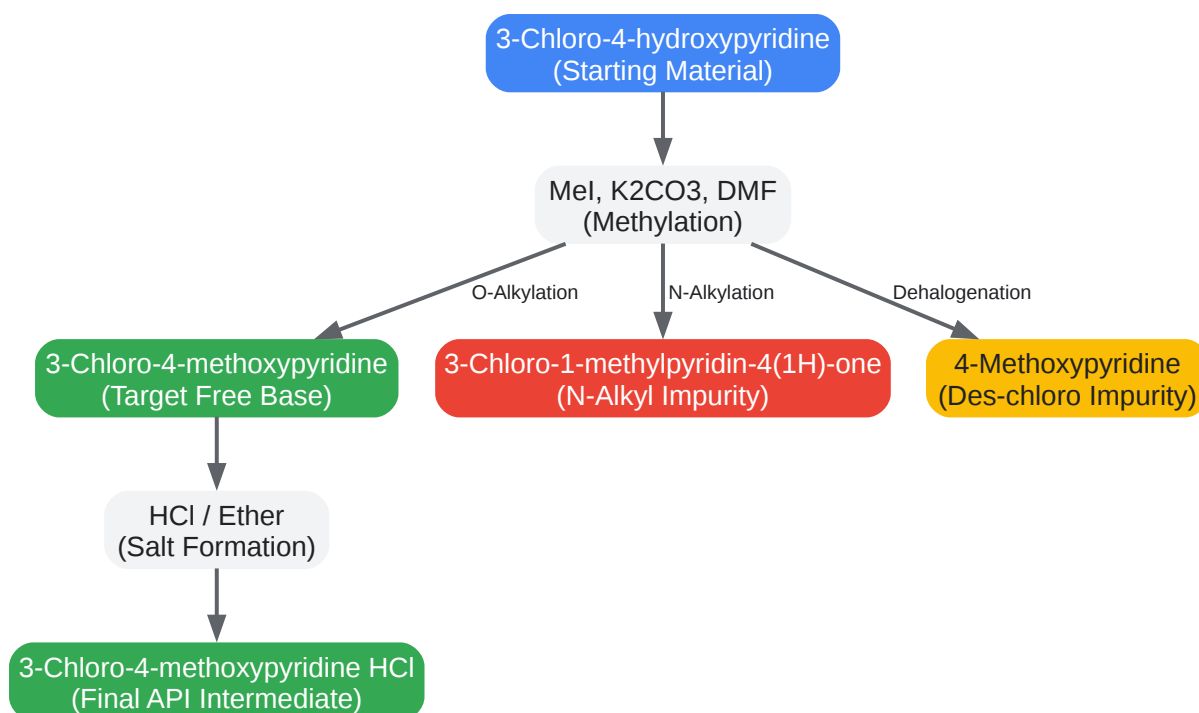 3-Chloro-4-hydroxypyridine
(Starting Material)
MeI, K2CO3, DMF
(Methylation)
O-Alkylation
N-Alkylation
Dehalogenation
3-Chloro-4-methoxypyridine
(Target Free Base)
3-Chloro-1-methylpyridin-4(1H)-one
(N-Alkyl Impurity)
4-Methoxypyridine
(Des-chloro Impurity)
HCl / Ether
(Salt Formation)
3-Chloro-4-methoxypyridine HCl
(Final API Intermediate)